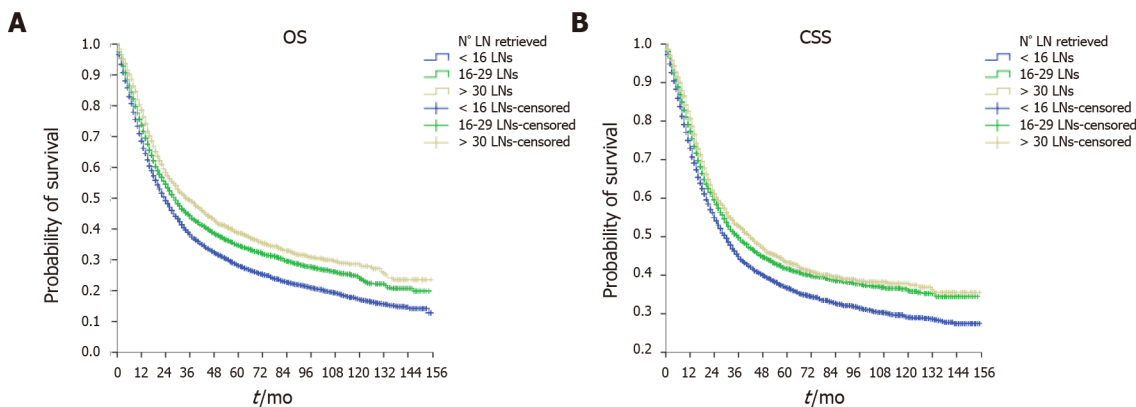 A
OS
N° LN retrieved
< 16 LNs
16-29 LNs
> 30 LNs
< 16 LNs-censored
16-29 LNs-censored
> 30 LNs-censored
Probability of survival
1.0
0.9
0.8
0.7
0.6
0.5
0.4
0.3
0.2
0.1
0.0
0 12 24 36 48 60 72 84 96 108 120 132 144 156
t/mo
B
CSS
N° LN retrieved
< 16 LNs
16-29 LNs
> 30 LNs
< 16 LNs-censored
16-29 LNs-censored
> 30 LNs-censored
Probability of survival
1.0
0.9
0.8
0.7
0.6
0.5
0.4
0.3
0.2
0 12 24 36 48 60 72 84 96 108 120 132 144 156
t/mo